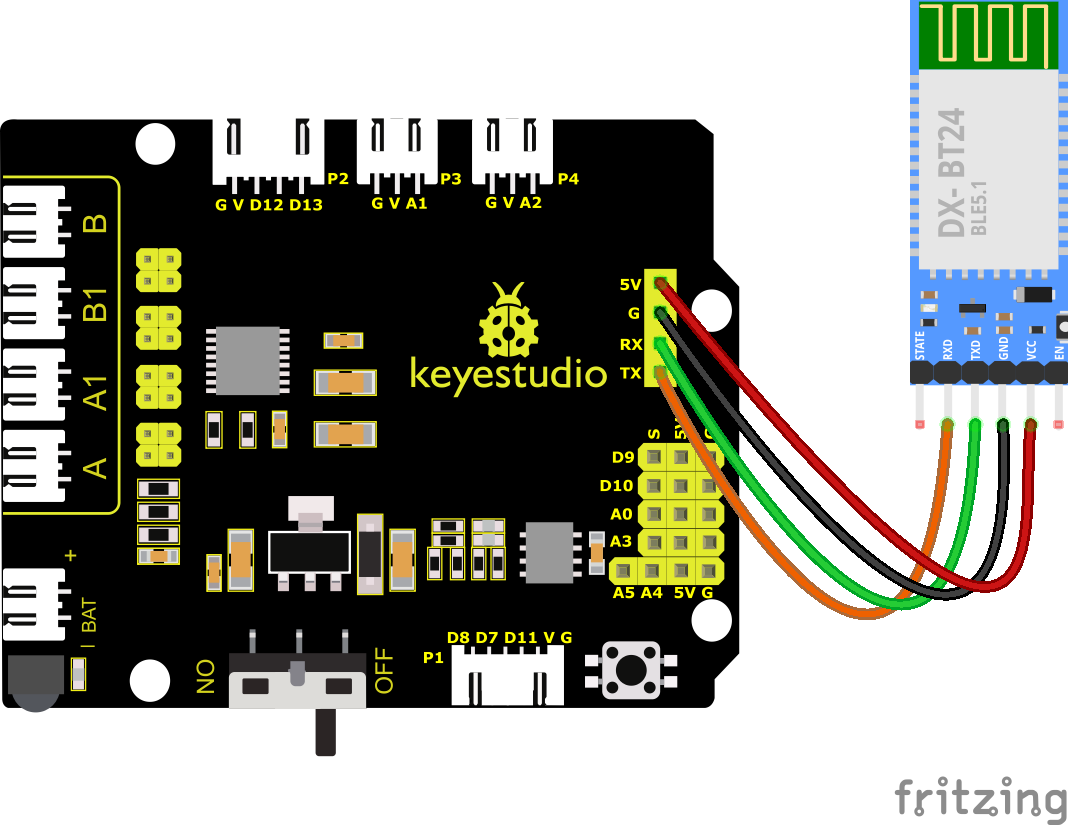 DX- BT24
BLE5.1
STATE
RXD
TXD
GND
VCC
EN
P2
G V D12 D13
P3
G V A1
P4
G V A2
B
B1
A1
A
5V
G
RX
TX
keyestudio
S
5V
G
D9
D10
A0
A3
A5 A4 5V G
+
BAT
|
NO
OFF
D8 D7 D11 V G
P1
fritzing